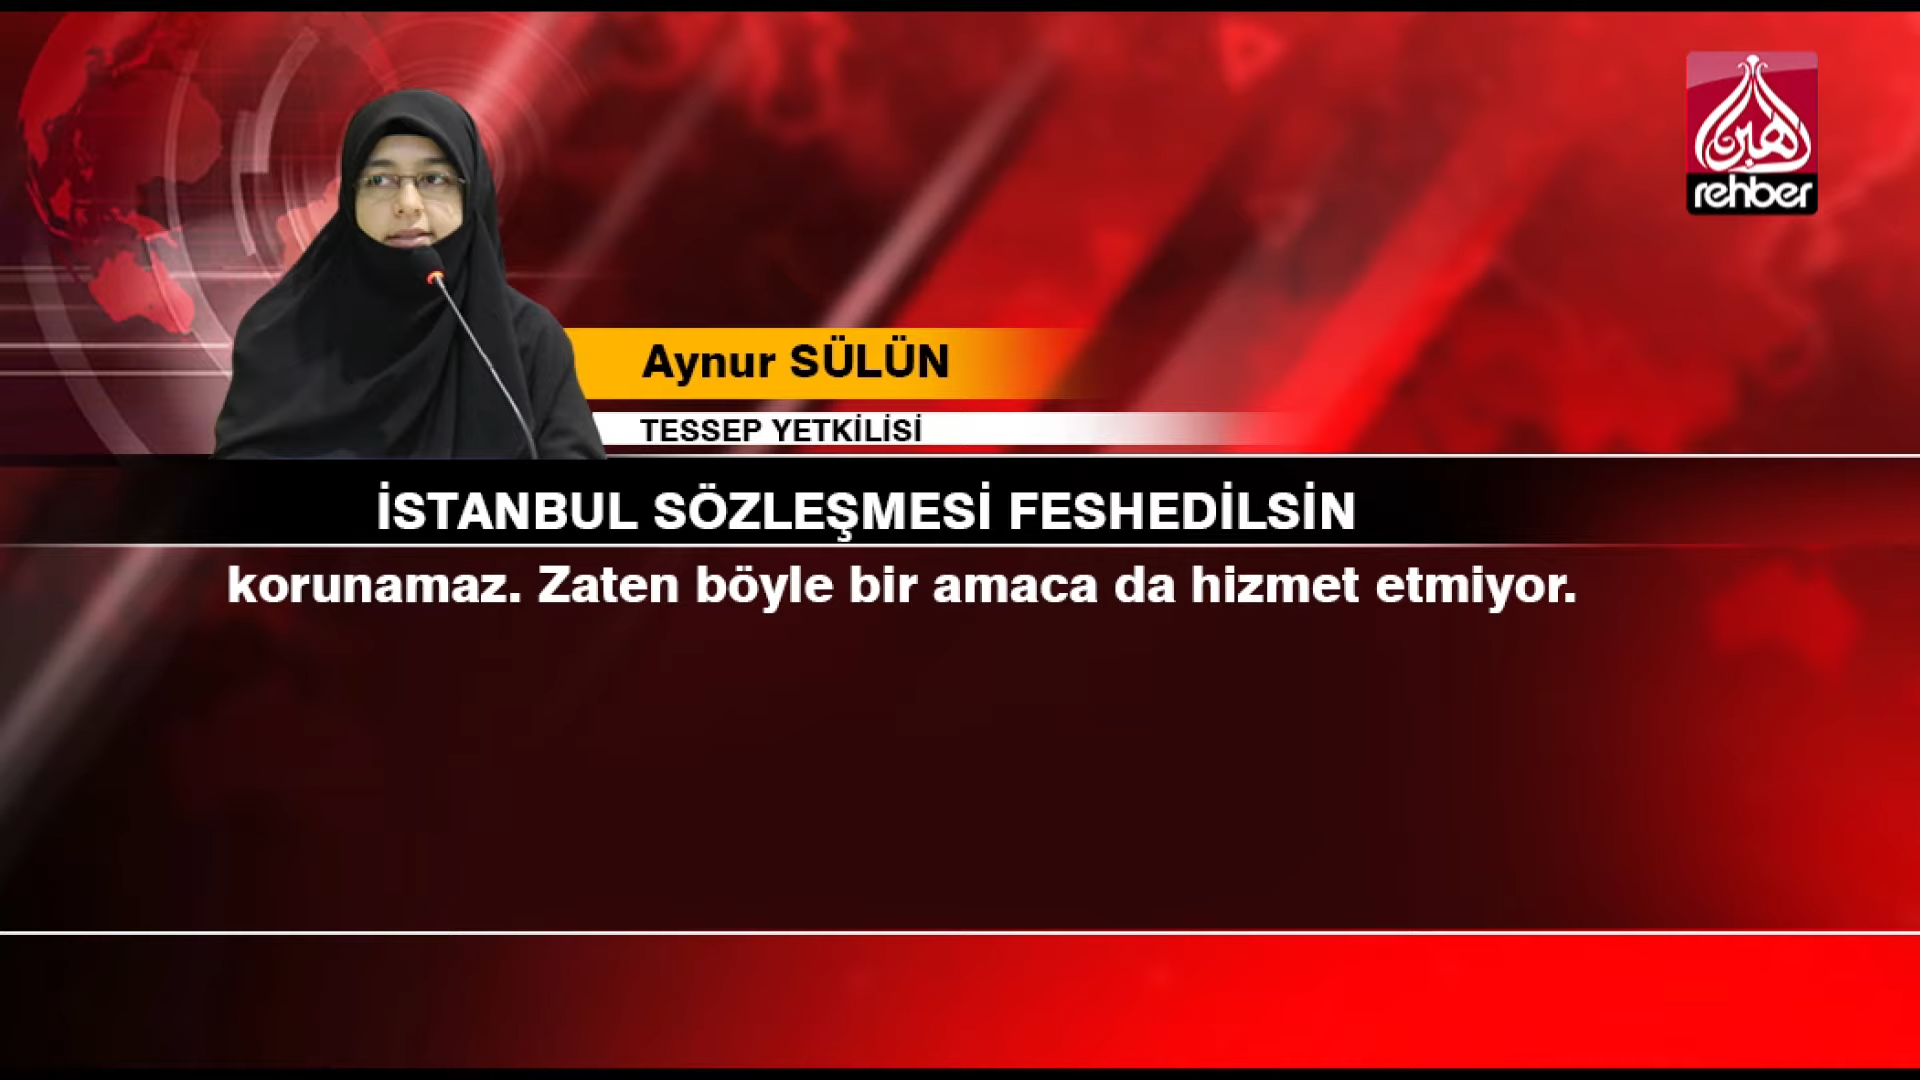 رهبر
rehber
Aynur SÜLÜN
TESSEP YETKİLİSİ
İSTANBUL SÖZLEŞMESİ FESHEDİLSİN
korunamaz. Zaten böyle bir amaca da hizmet etmiyor.